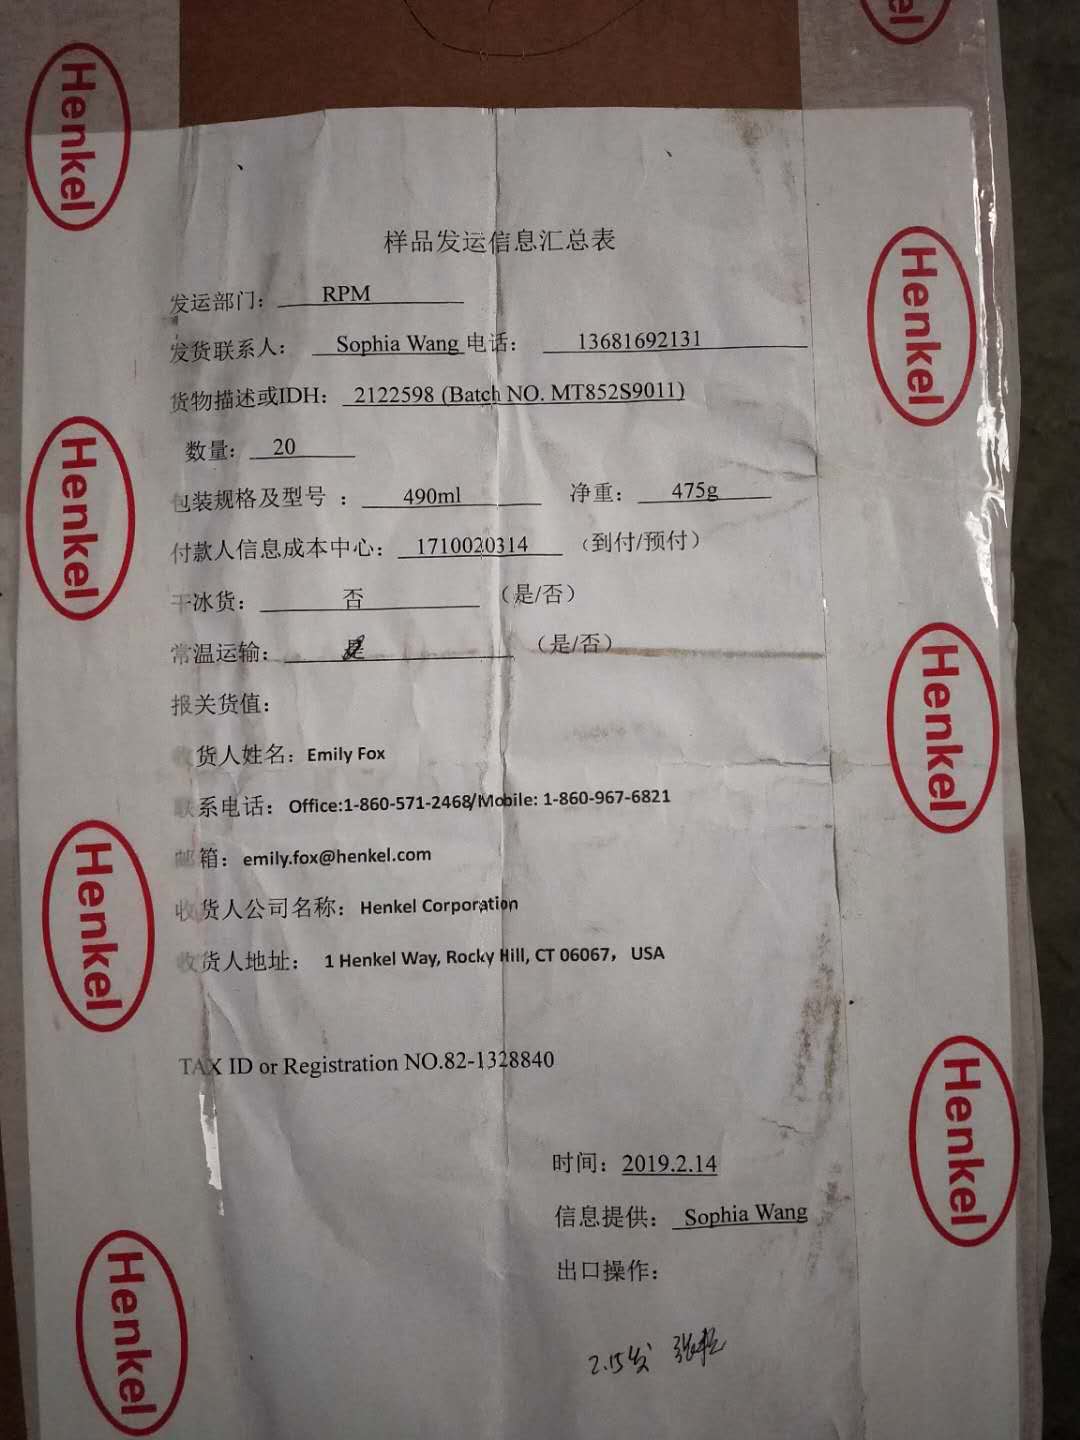 Henkel
Henkel
Henkel
Henkel
Henkel
Henkel
Henkel
Henkel
样品发运信息汇总表
发运部门： RPM
发货联系人： Sophia Wang 电话： 13681692131
货物描述或IDH： 2122598 (Batch NO. MT852S9011)
数量： 20
包装规格及型号 ： 490ml 净重： 475g
付款人信息成本中心： 1710020314 （到付/预付）
干冰货： 否 （是/否）
常温运输： 是 （是/否）
报关货值：
收货人姓名：Emily Fox
联系电话： Office:1-860-571-2468/Mobile: 1-860-967-6821
邮箱：emily.fox@henkel.com
收货人公司名称：Henkel Corporation
收货人地址： 1 Henkel Way, Rocky Hill, CT 06067，USA
TAX ID or Registration NO.82-1328840
时间：2019.2.14
信息提供： Sophia Wang
出口操作：
2.15发